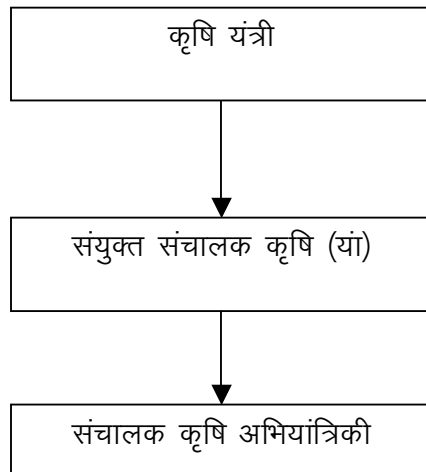 कृषि यंत्री
संयुक्त संचालक कृषि (यां)
संचालक कृषि अभियांत्रिकी